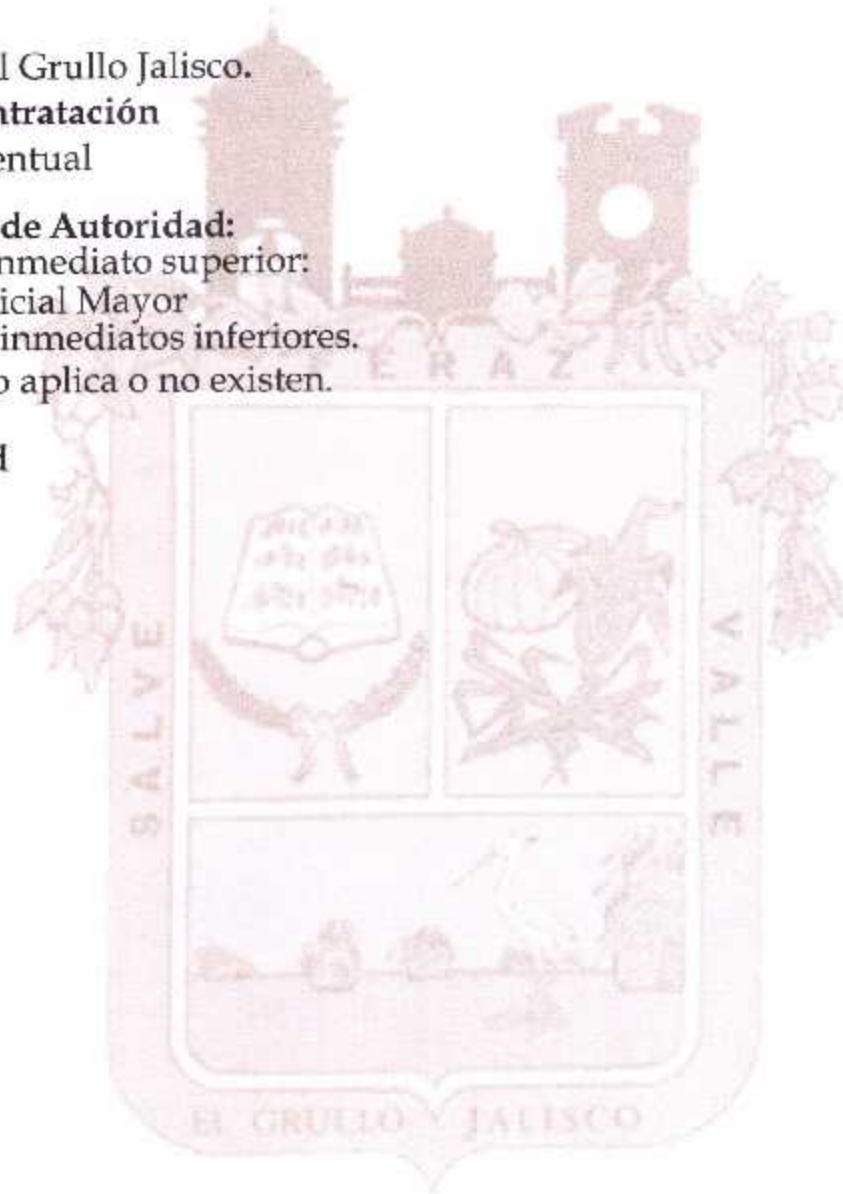 l Grullo Jalisco.
ntratación
entual
de Autoridad:
nmediato superior:
icial Mayor
inmediatos inferiores.
o aplica o no existen.
d
FERAZ
SALVE
VALLE
EL GRULLO JALISCO